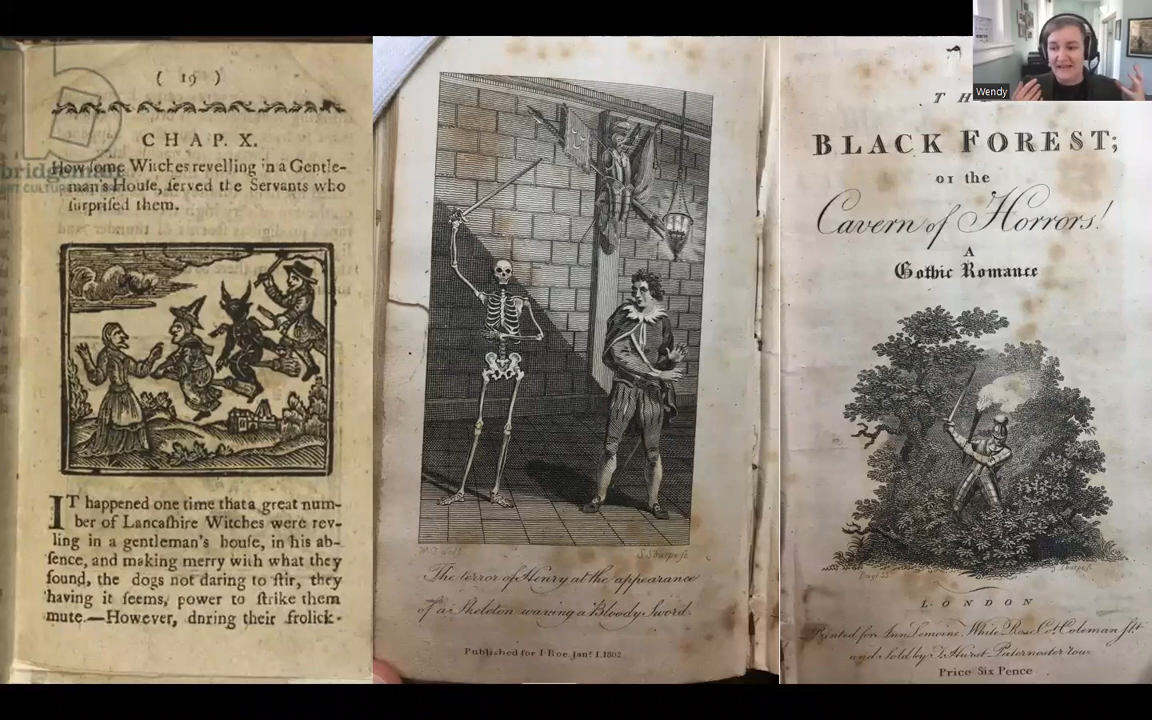 ( 19 )
CHAP. X.
How some Witches revelling in a Gentle-
man's House, served the Servants who
surprised them.
IT happened one time that a great num-
ber of Lancashire Witches were rev-
ling in a gentleman's house, in his ab-
sence, and making merry with what they
found, the dogs not daring to stir, they
having it seems, power to strike them
mute.—However, dnring their frolick-
The terror of Henry at the appearance
of a Skeleton waving a Bloody Sword.
Published for I. Roe, Jany. 1. 1802
BLACK FOREST;
or the
Cavern of Horrors!
A
Gothic Romance
LONDON
Printed for Ann Lemoine, White Rose Ct. Coleman St.
and Sold by T. Hurst Paternoster row
Price Six Pence
Wendy